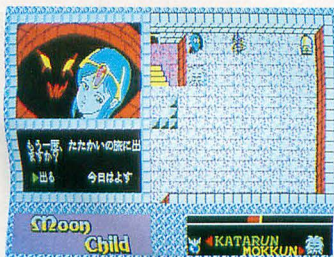 もう一度、たたかいの旅に出
ますか?
▶出る 今日はよす
Moon
Child
◀KATARUN
MOKKUN▶